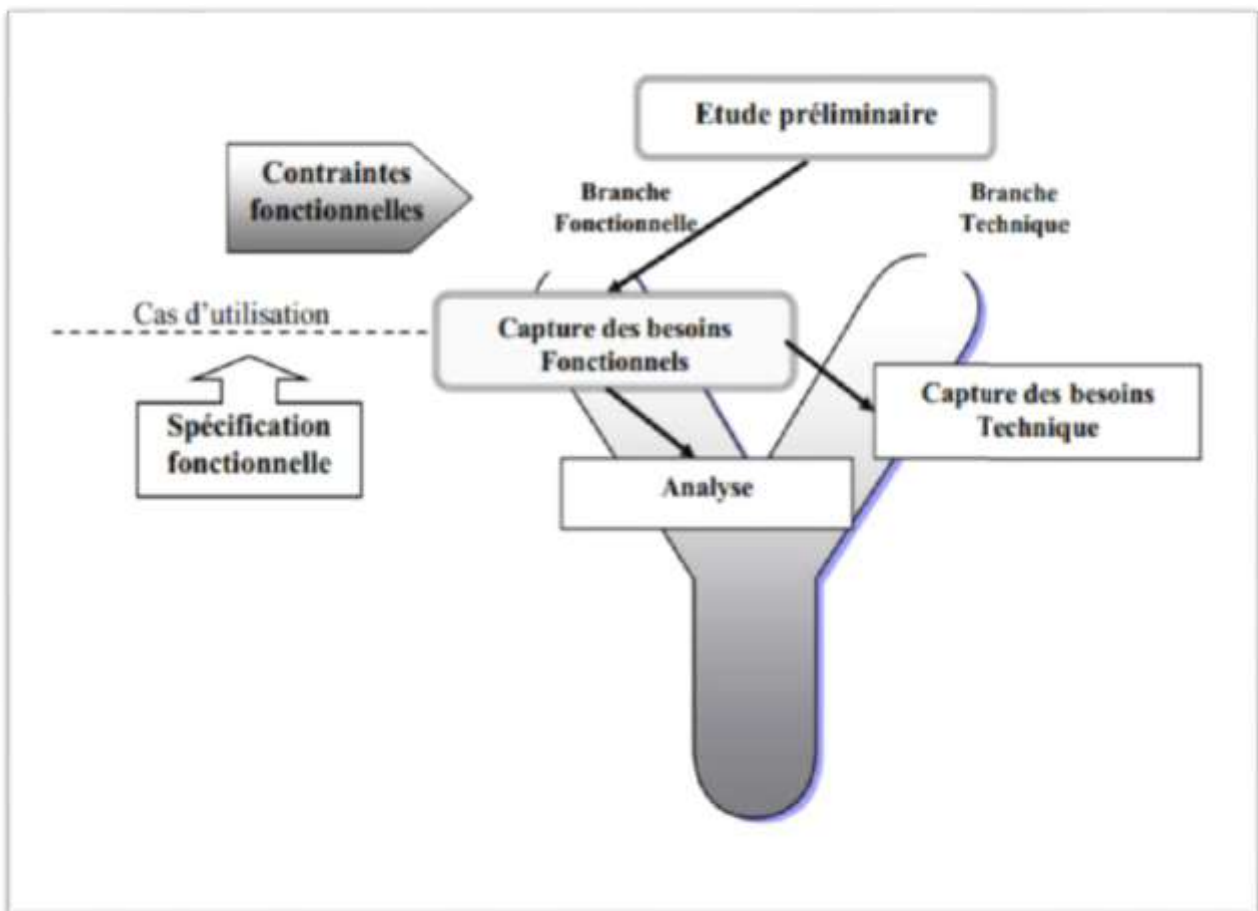 Etude préliminaire
Contraintes
fonctionnelles
Branche
Fonctionnelle
Branche
Technique
Cas d'utilisation
Capture des besoins
Fonctionnels
Capture des besoins
Technique
Spécification
fonctionnelle
Analyse